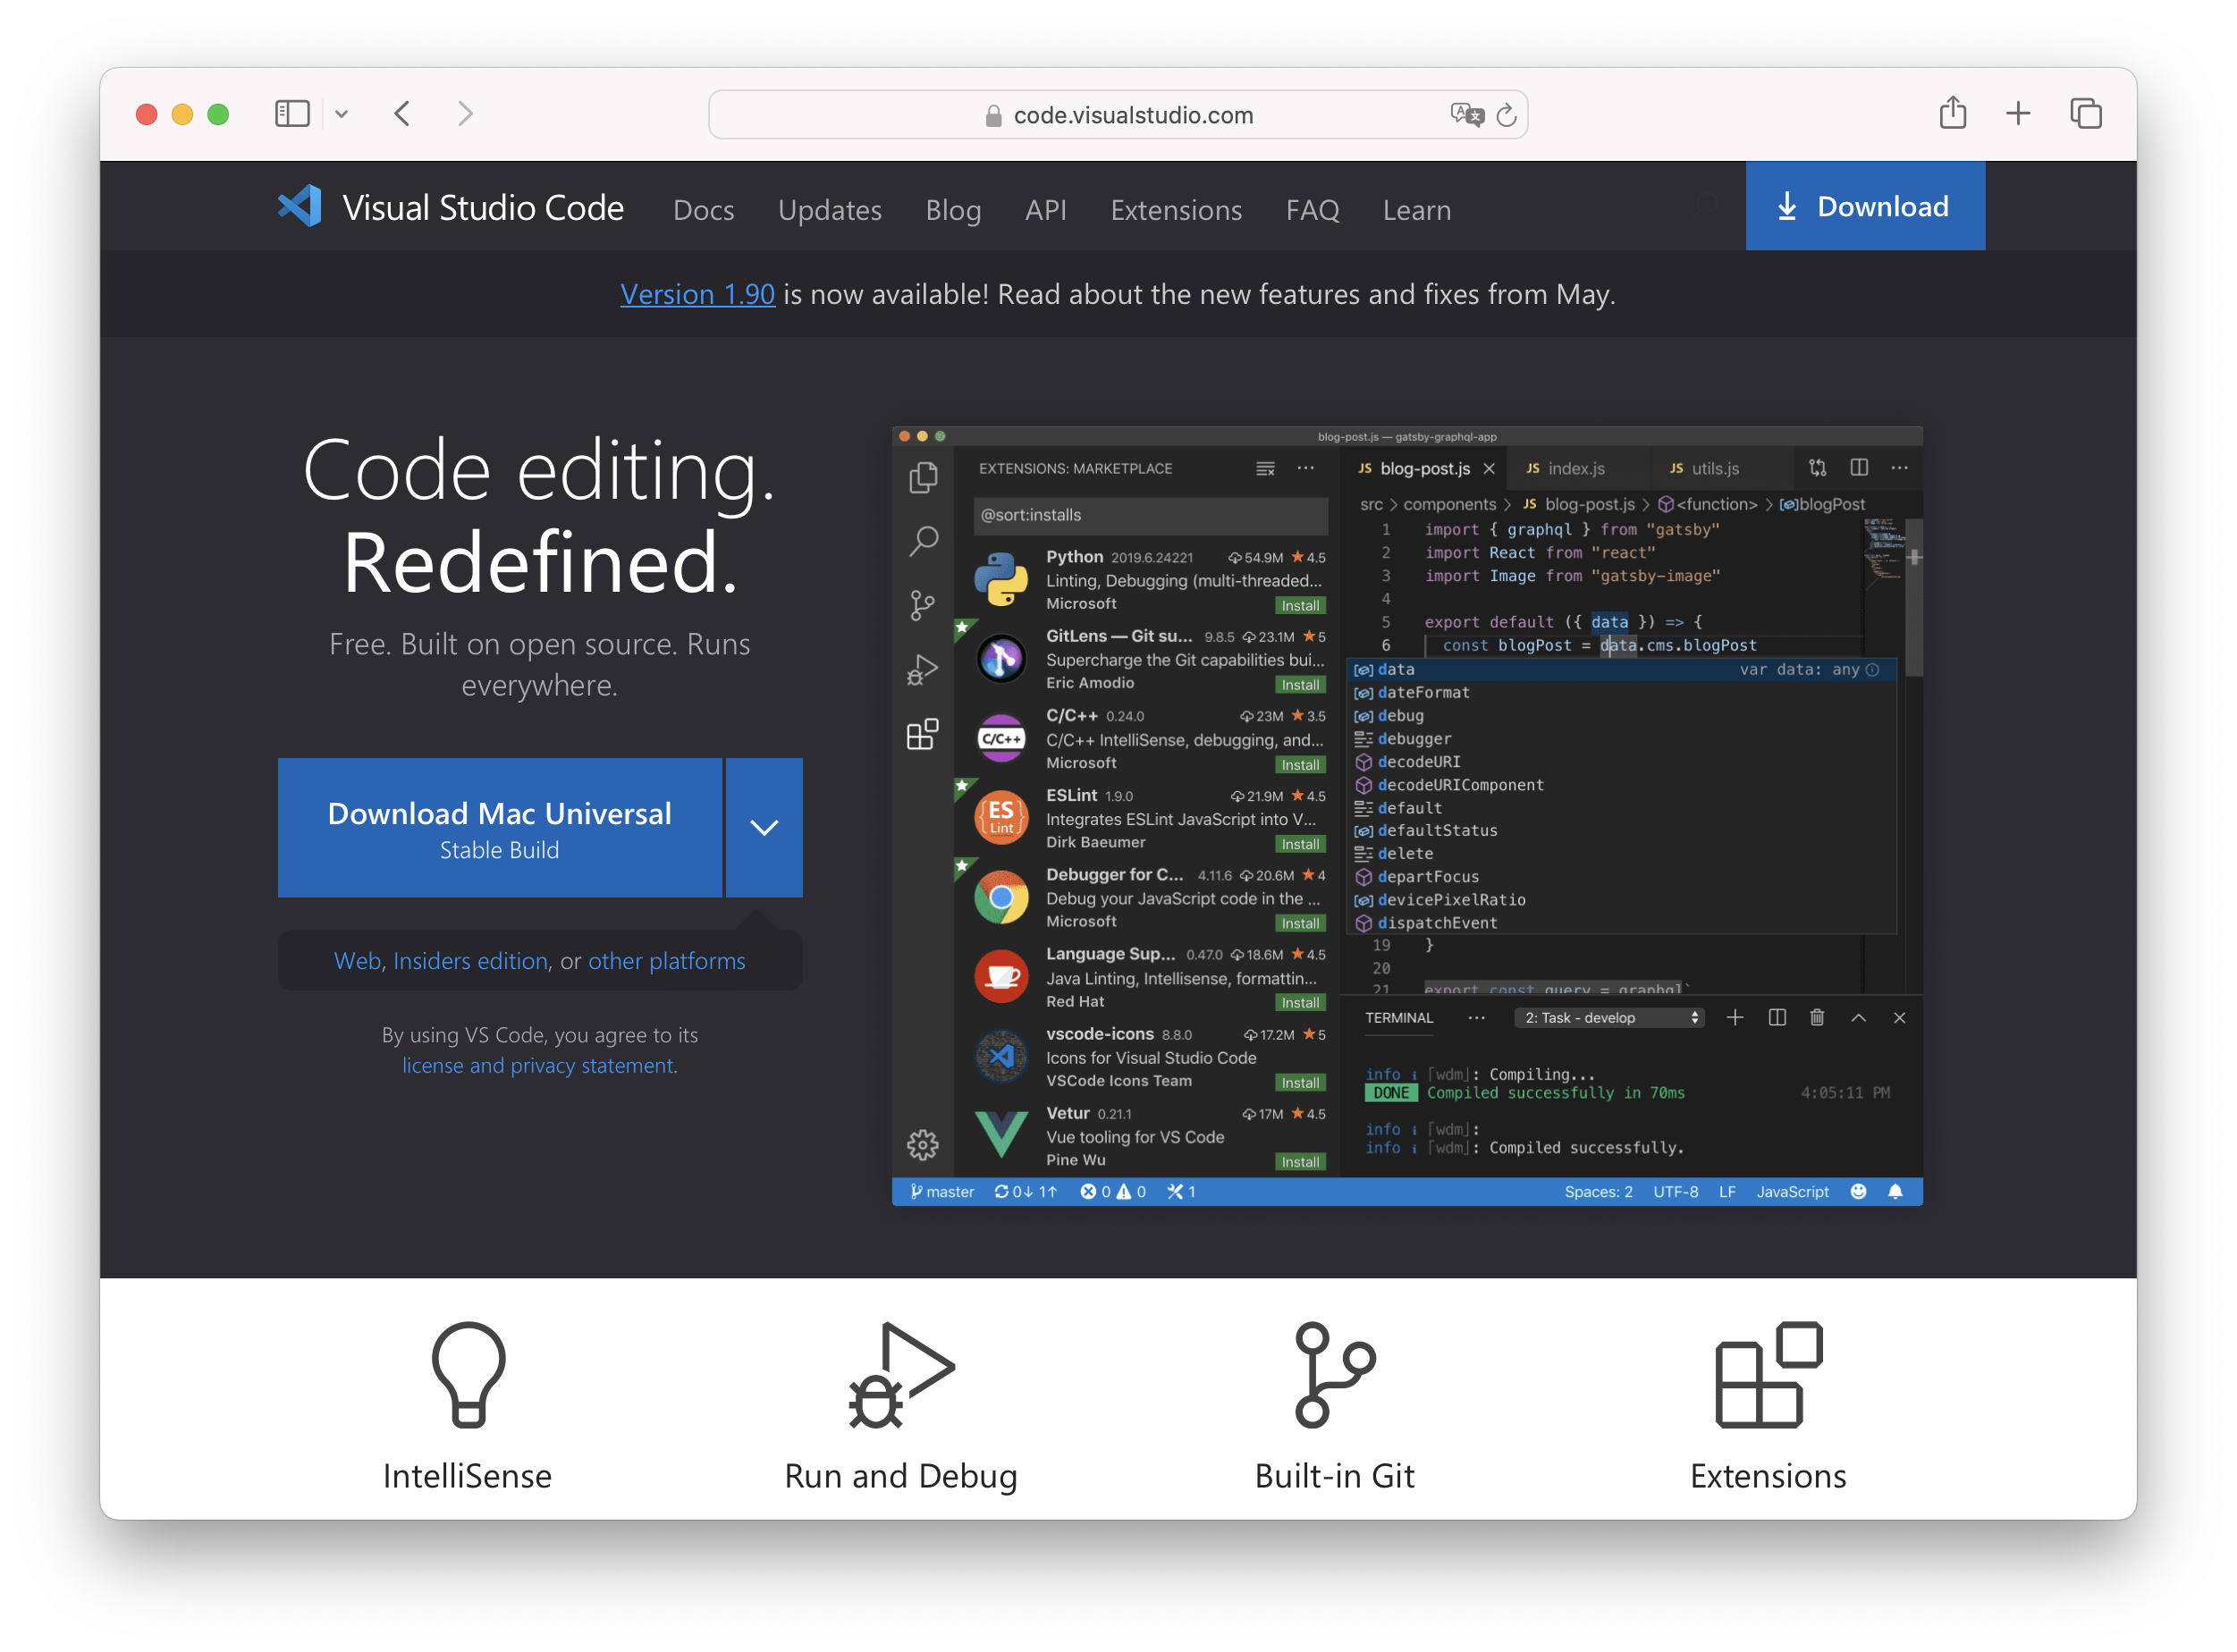 code.visualstudio.com
Visual Studio Code
Docs
Updates
Blog
API
Extensions
FAQ
Learn
Download
Version 1.90 is now available! Read about the new features and fixes from May.
Code editing.
Redefined.
Free. Built on open source. Runs
everywhere.
Download Mac Universal
Stable Build
Web, Insiders edition, or other platforms
By using VS Code, you agree to its
license and privacy statement.
blog-post.js — gatsby-graphql-app
EXTENSIONS: MARKETPLACE
@sort:installs
Python 2019.6.24221 54.9M ★ 4.5
Linting, Debugging (multi-threaded...
Microsoft
Install
GitLens — Git su... 9.8.5 23.1M ★ 5
Supercharge the Git capabilities bui...
Eric Amodio
Install
C/C++
C/C++ 0.24.0 23M ★ 3.5
C/C++ IntelliSense, debugging, and...
Microsoft
Install
ES
Lint
ESLint 1.9.0 21.9M ★ 4.5
Integrates ESLint JavaScript into V...
Dirk Baeumer
Install
Debugger for C... 4.11.6 20.6M ★ 4
Debug your JavaScript code in the ...
Microsoft
Install
Language Sup... 0.47.0 18.6M ★ 4.5
Java Linting, Intellisense, formattin...
Red Hat
Install
vscode-icons 8.8.0 17.2M ★ 5
Icons for Visual Studio Code
VSCode Icons Team
Install
Vetur 0.21.1 17M ★ 4.5
Vue tooling for VS Code
Pine Wu
Install
JS blog-post.js
JS index.js
JS utils.js
src > components > JS blog-post.js > <function> > blogPost
1 import { graphql } from "gatsby"
2 import React from "react"
3 import Image from "gatsby-image"
4
5 export default ({ data }) => {
6 const blogPost = data.cms.blogPost
data var data: any
dateFormat
debug
debugger
decodeURI
decodeURIComponent
default
defaultStatus
delete
departFocus
devicePixelRatio
dispatchEvent
19 }
20
21 export const query = graphql`
TERMINAL
2: Task - develop
info i ｢wdm｣: Compiling...
DONE Compiled successfully in 70ms 4:05:11 PM
info i ｢wdm｣:
info i ｢wdm｣: Compiled successfully.
master 0↓ 1↑ 0 0 1
Spaces: 2 UTF-8 LF JavaScript
IntelliSense
Run and Debug
Built-in Git
Extensions